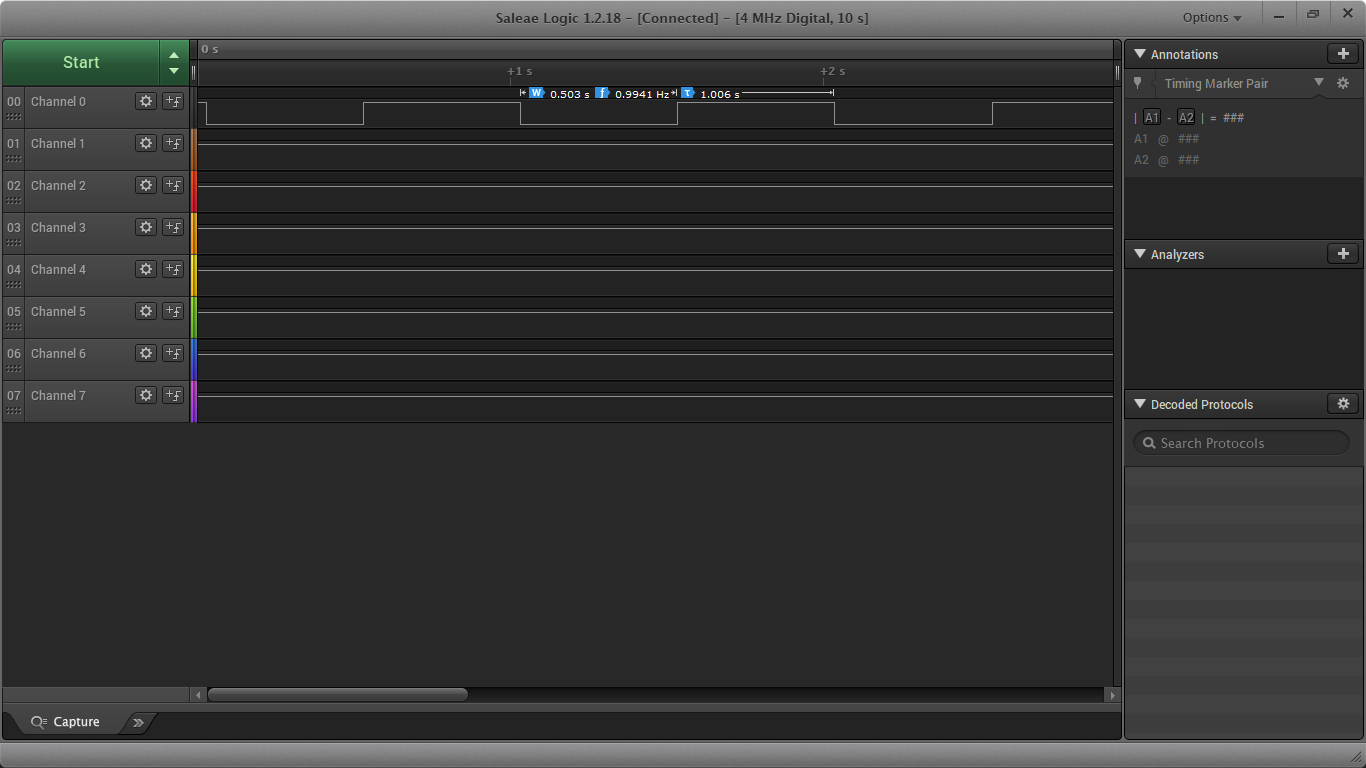 Saleae Logic 1.2.18 - [Connected] - [4 MHz Digital, 10 s]
Options
Start
0 s
+1 s
+2 s
W 0.503 s f 0.9941 Hz τ 1.006 s
00 Channel 0
01 Channel 1
02 Channel 2
03 Channel 3
04 Channel 4
05 Channel 5
06 Channel 6
07 Channel 7
Capture
Annotations
Timing Marker Pair
| A1 - A2 | = ###
A1 @ ###
A2 @ ###
Analyzers
Decoded Protocols
Search Protocols